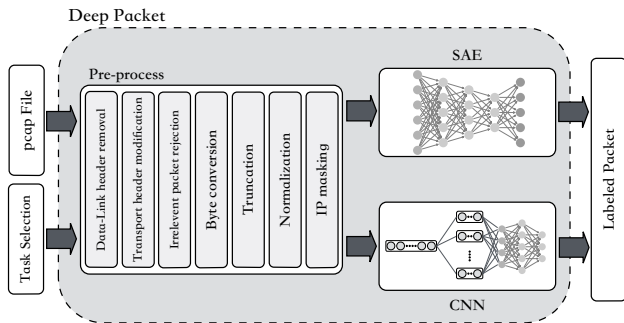 Deep Packet
pcap File
Task Selection
Pre-process
Data-Link header removal
Transport header modification
Irrelevent packet rejection
Byte conversion
Truncation
Normalization
IP masking
SAE
CNN
Labeled Packet